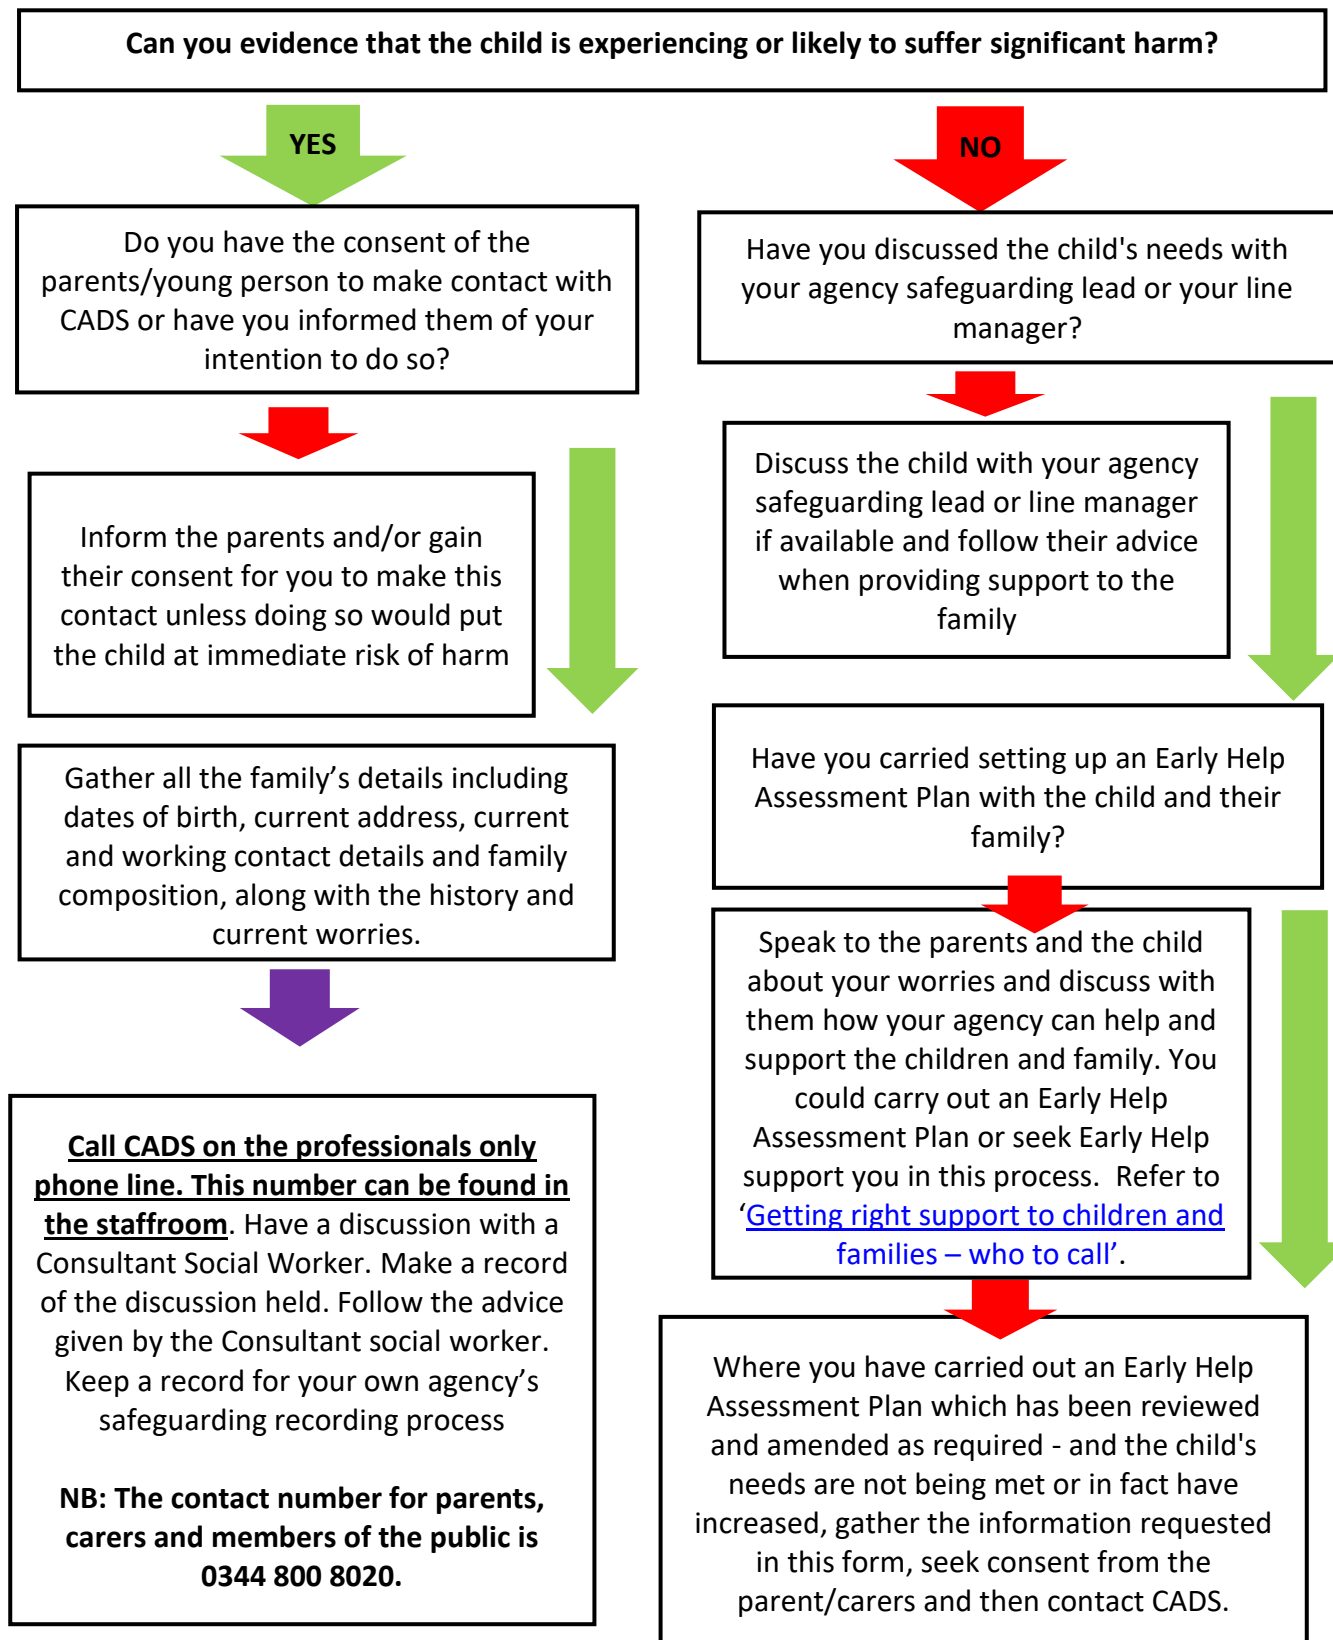 Can you evidence that the child is experiencing or likely to suffer significant harm?
YES
NO
Do you have the consent of the
parents/young person to make contact with
CADS or have you informed them of your
intention to do so?
Have you discussed the child's needs with
your agency safeguarding lead or your line
manager?
Inform the parents and/or gain
their consent for you to make this
contact unless doing so would put
the child at immediate risk of harm
Discuss the child with your agency
safeguarding lead or line manager
if available and follow their advice
when providing support to the
family
Gather all the family’s details including
dates of birth, current address, current
and working contact details and family
composition, along with the history and
current worries.
Have you carried setting up an Early Help
Assessment Plan with the child and their
family?
Speak to the parents and the child
about your worries and discuss with
them how your agency can help and
support the children and family. You
could carry out an Early Help
Assessment Plan or seek Early Help
support you in this process. Refer to
‘Getting right support to children and
families – who to call’.
Call CADS on the professionals only
phone line. This number can be found in
the staffroom. Have a discussion with a
Consultant Social Worker. Make a record
of the discussion held. Follow the advice
given by the Consultant social worker.
Keep a record for your own agency’s
safeguarding recording process
NB: The contact number for parents,
carers and members of the public is
0344 800 8020.
Where you have carried out an Early Help
Assessment Plan which has been reviewed
and amended as required - and the child's
needs are not being met or in fact have
increased, gather the information requested
in this form, seek consent from the
parent/carers and then contact CADS.